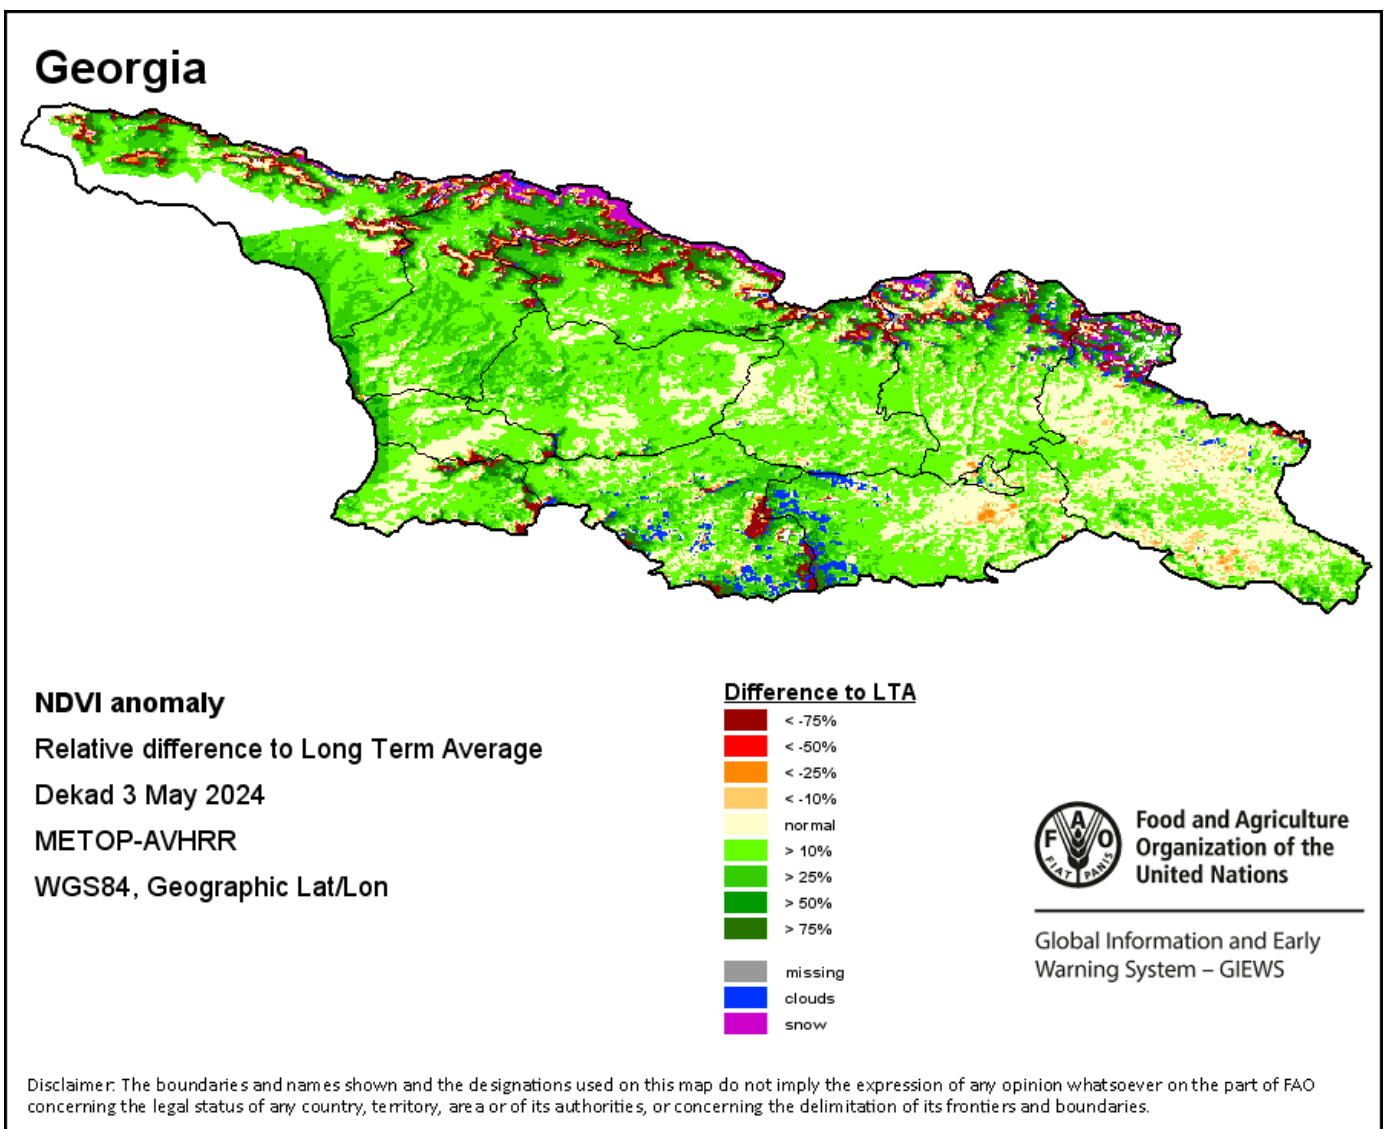 Georgia
NDVI anomaly
Relative difference to Long Term Average
Dekad 3 May 2024
METOP-AVHRR
WGS84, Geographic Lat/Lon
Difference to LTA
< -75%
< -50%
< -25%
< -10%
normal
> 10%
> 25%
> 50%
> 75%
missing
clouds
snow
F A O
FIAT PANIS
Food and Agriculture
Organization of the
United Nations
Global Information and Early
Warning System – GIEWS
Disclaimer: The boundaries and names shown and the designations used on this map do not imply the expression of any opinion whatsoever on the part of FAO
concerning the legal status of any country, territory, area or of its authorities, or concerning the delimitation of its frontiers and boundaries.